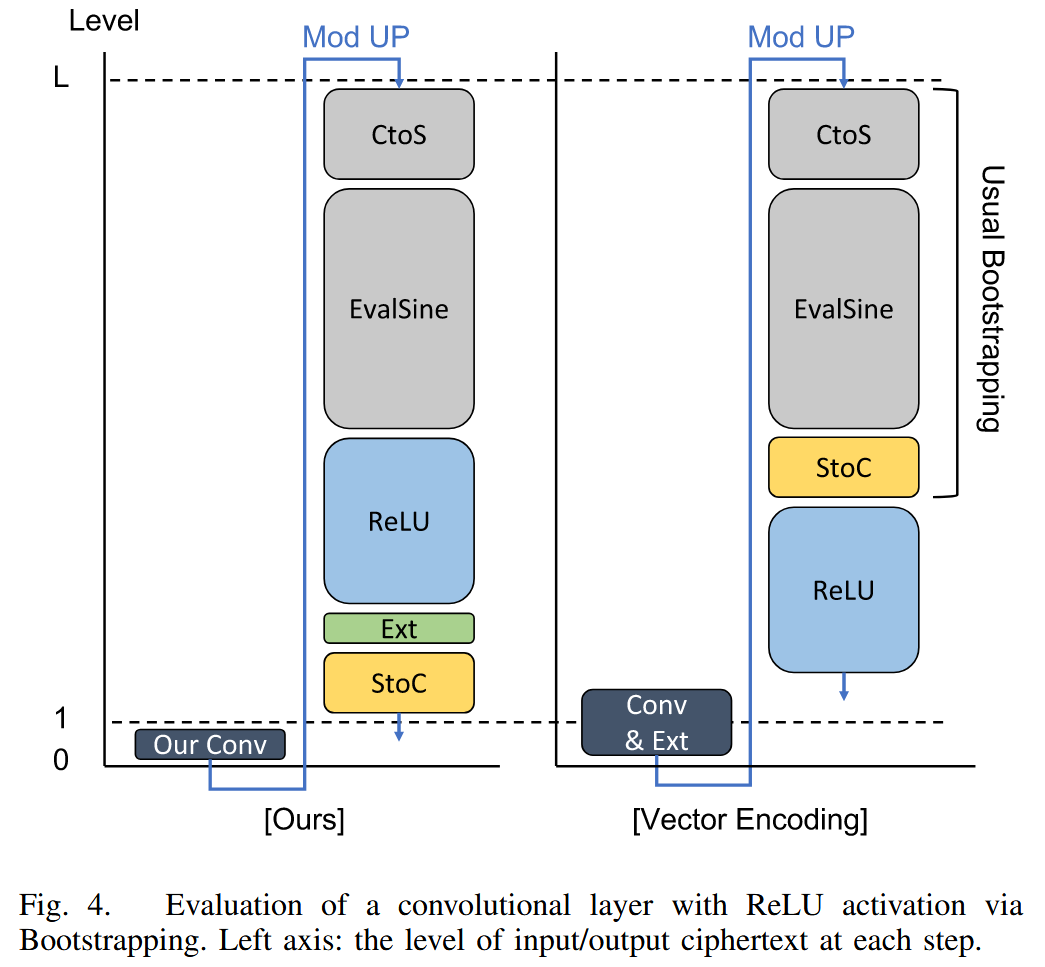 Level
Mod UP
Mod UP
L
CtoS
CtoS
EvalSine
EvalSine
Usual Bootstrapping
StoC
ReLU
ReLU
Ext
StoC
Conv
& Ext
1
Our Conv
0
[Ours]
[Vector Encoding]
Fig. 4. Evaluation of a convolutional layer with ReLU activation via
Bootstrapping. Left axis: the level of input/output ciphertext at each step.